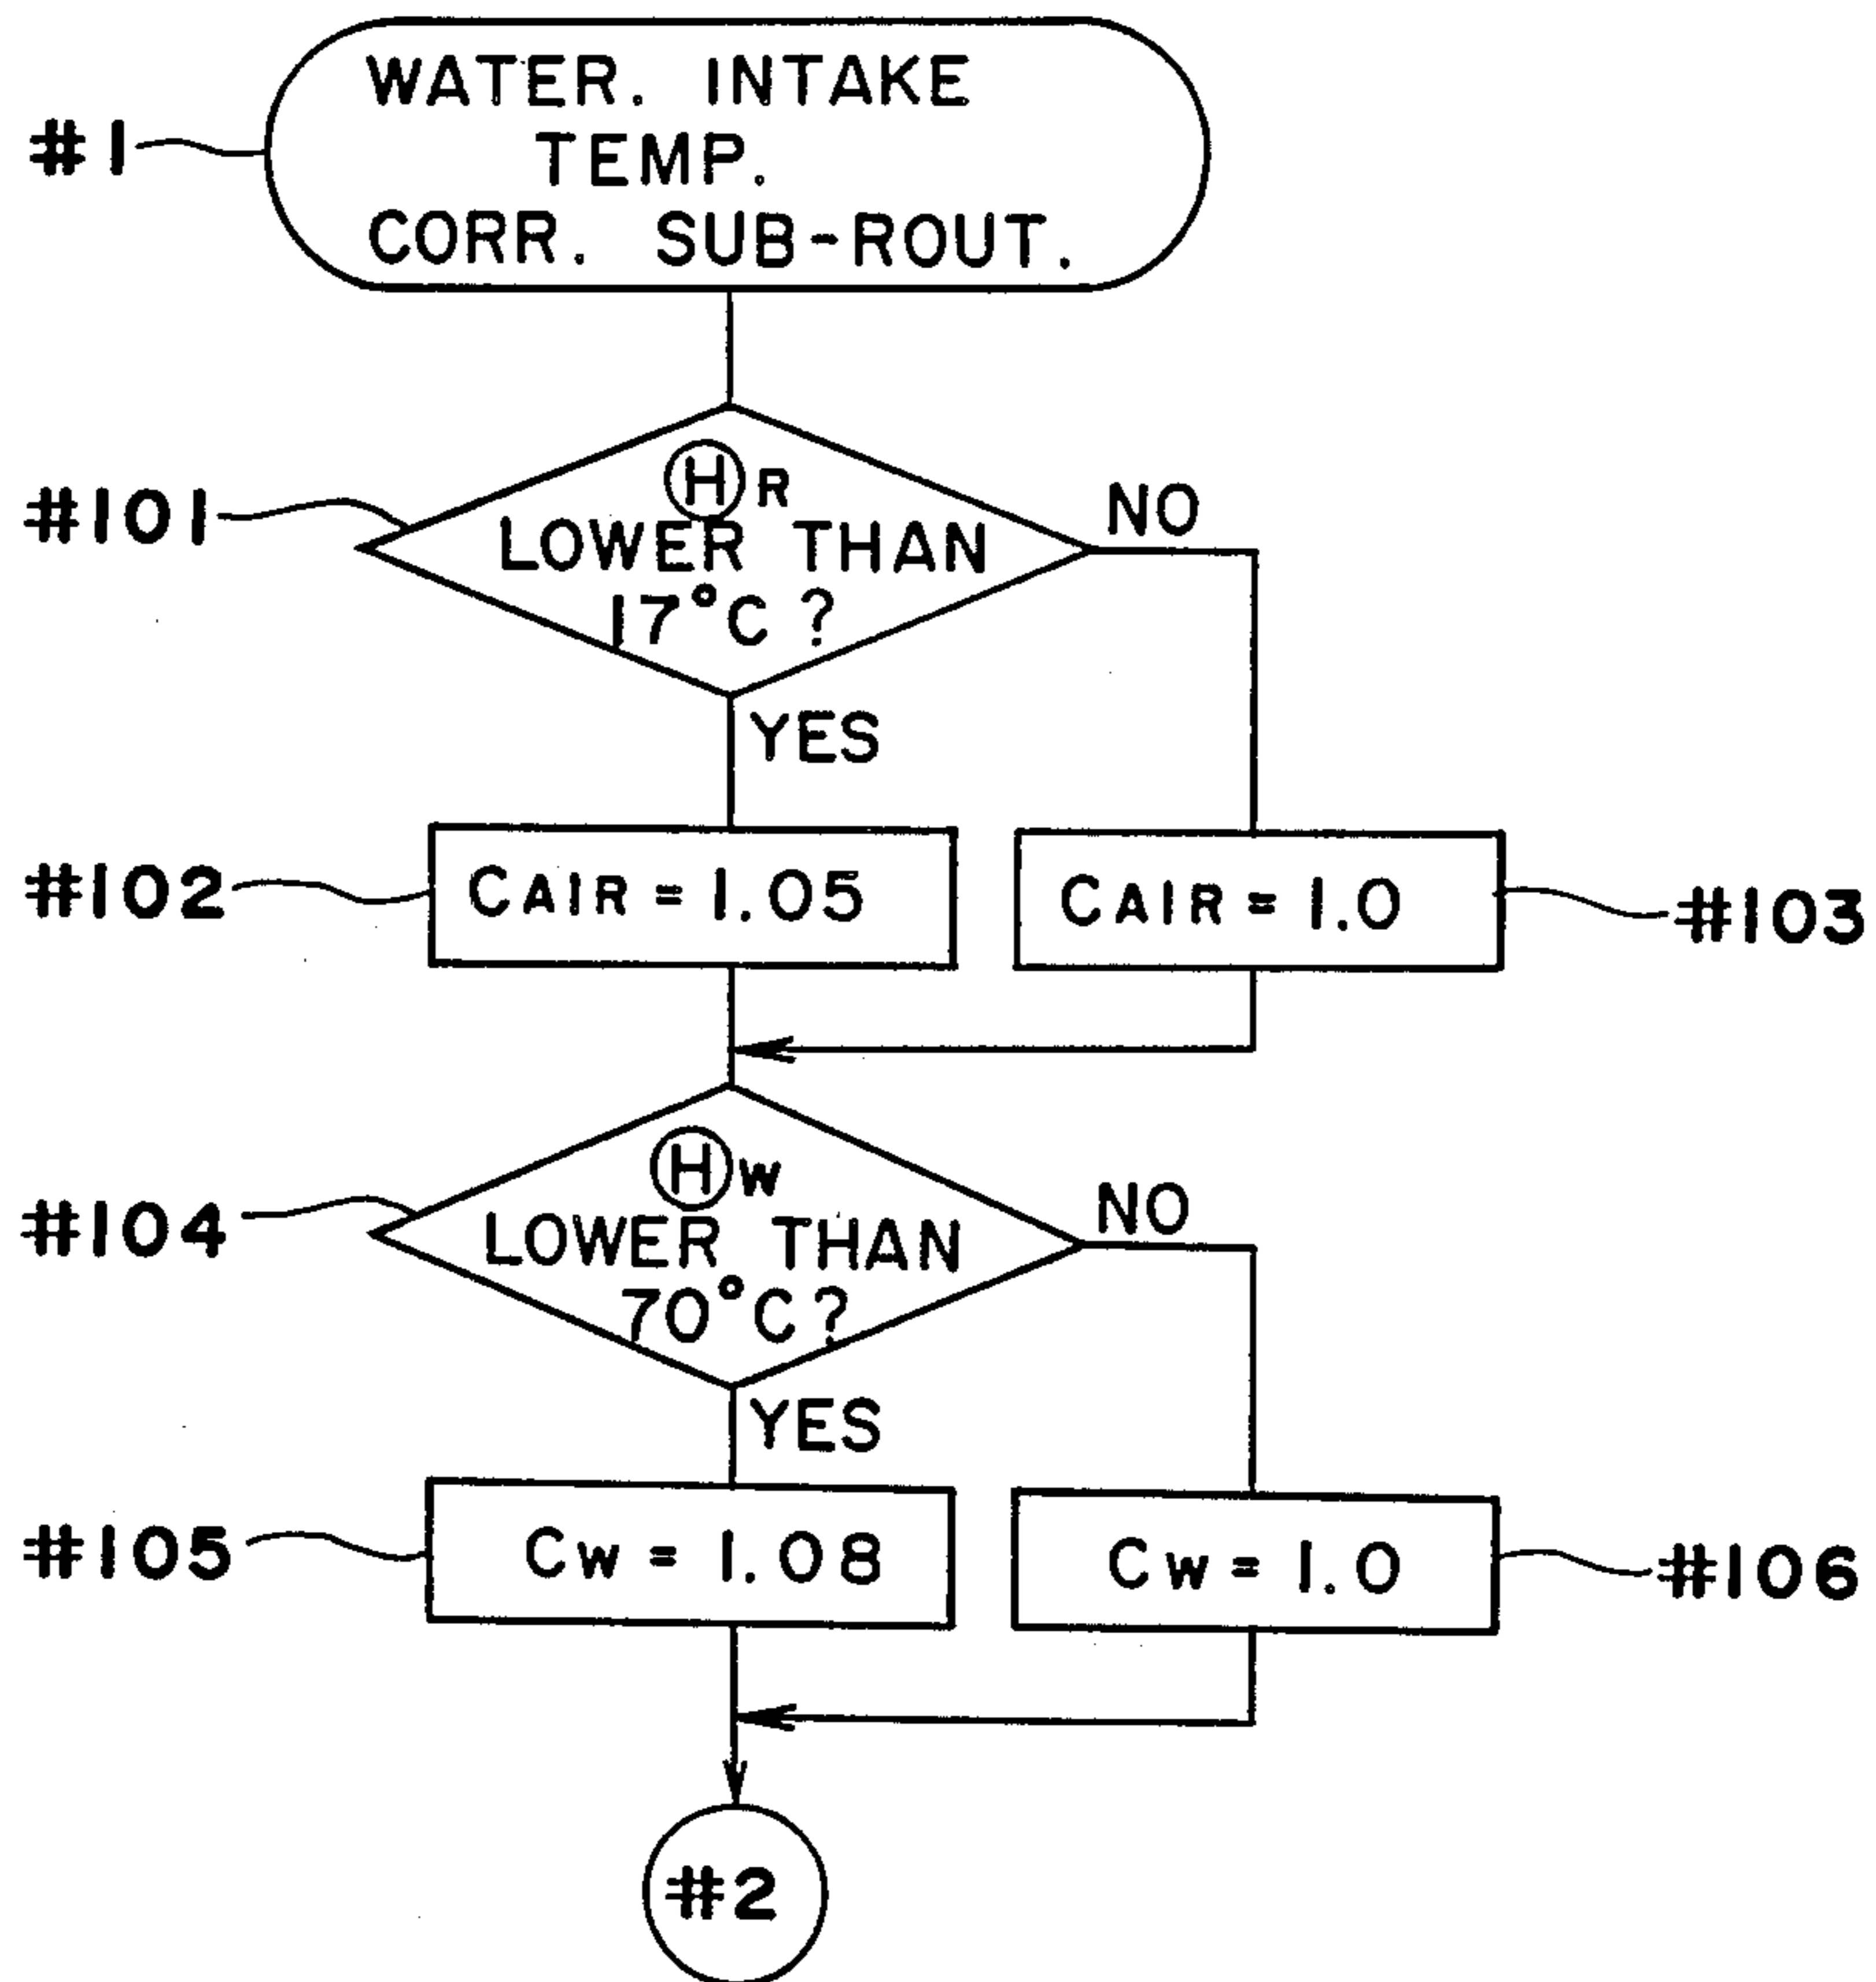 WATER. INTAKE
TEMP.
CORR. SUB-ROUT.
#1
ⒽR
LOWER THAN
17°C ?
#101
NO
YES
CAIR = 1.05
#102
CAIR = 1.0
#103
ⒽW
LOWER THAN
70°C ?
#104
NO
YES
CW = 1.08
#105
CW = 1.0
#106
#2